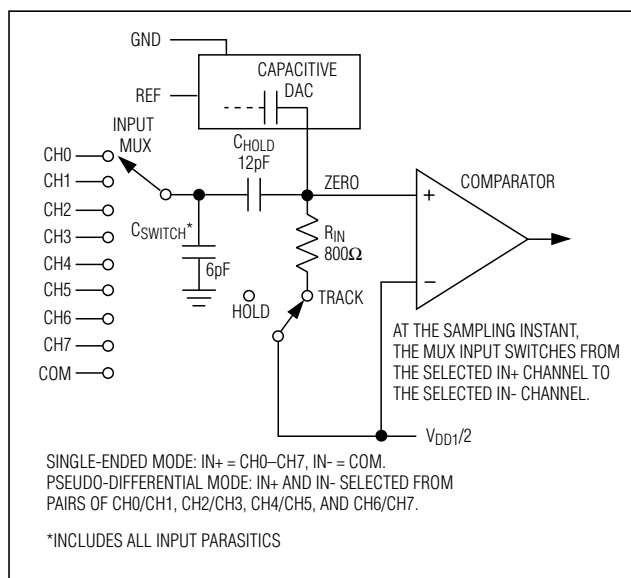 GND
CAPACITIVE
DAC
REF
INPUT
MUX
CHOLD
12pF
ZERO
COMPARATOR
CH0
CH1
CH2
CH3
CH4
CH5
CH6
CH7
COM
CSWITCH*
6pF
RIN
800Ω
HOLD
TRACK
+
−
AT THE SAMPLING INSTANT,
THE MUX INPUT SWITCHES FROM
THE SELECTED IN+ CHANNEL TO
THE SELECTED IN- CHANNEL.
VDD1/2
SINGLE-ENDED MODE: IN+ = CH0–CH7, IN- = COM.
PSEUDO-DIFFERENTIAL MODE: IN+ AND IN- SELECTED FROM
PAIRS OF CH0/CH1, CH2/CH3, CH4/CH5, AND CH6/CH7.
*INCLUDES ALL INPUT PARASITICS